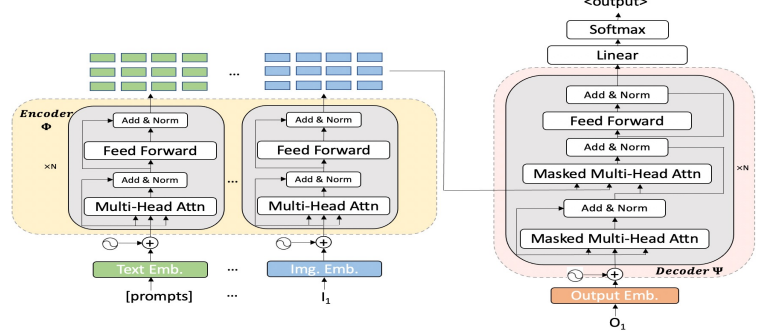 Encoder
Φ
×N
Add & Norm
Feed Forward
Add & Norm
Multi-Head Attn
Text Emb.
[prompts]
...
...
...
...
Add & Norm
Feed Forward
Add & Norm
Multi-Head Attn
Img. Emb.
I₁
<output>
Softmax
Linear
Add & Norm
Feed Forward
Add & Norm
Masked Multi-Head Attn
Add & Norm
Masked Multi-Head Attn
×N
Decoder Ψ
Output Emb.
O₁